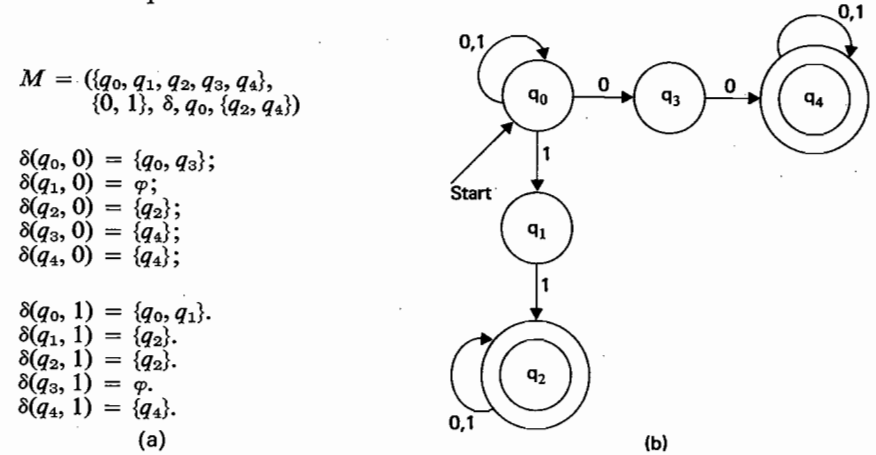 M = ({q₀, q₁, q₂, q₃, q₄},
{0, 1}, δ, q₀, {q₂, q₄})
δ(q₀, 0) = {q₀, q₃};
δ(q₁, 0) = φ;
δ(q₂, 0) = {q₂};
δ(q₃, 0) = {q₄};
δ(q₄, 0) = {q₄};
δ(q₀, 1) = {q₀, q₁}.
δ(q₁, 1) = {q₂}.
δ(q₂, 1) = {q₂}.
δ(q₃, 1) = φ.
δ(q₄, 1) = {q₄}.
(a)
0,1
0,1
q₀
0
q₃
0
q₄
1
Start
q₁
1
q₂
0,1
(b)